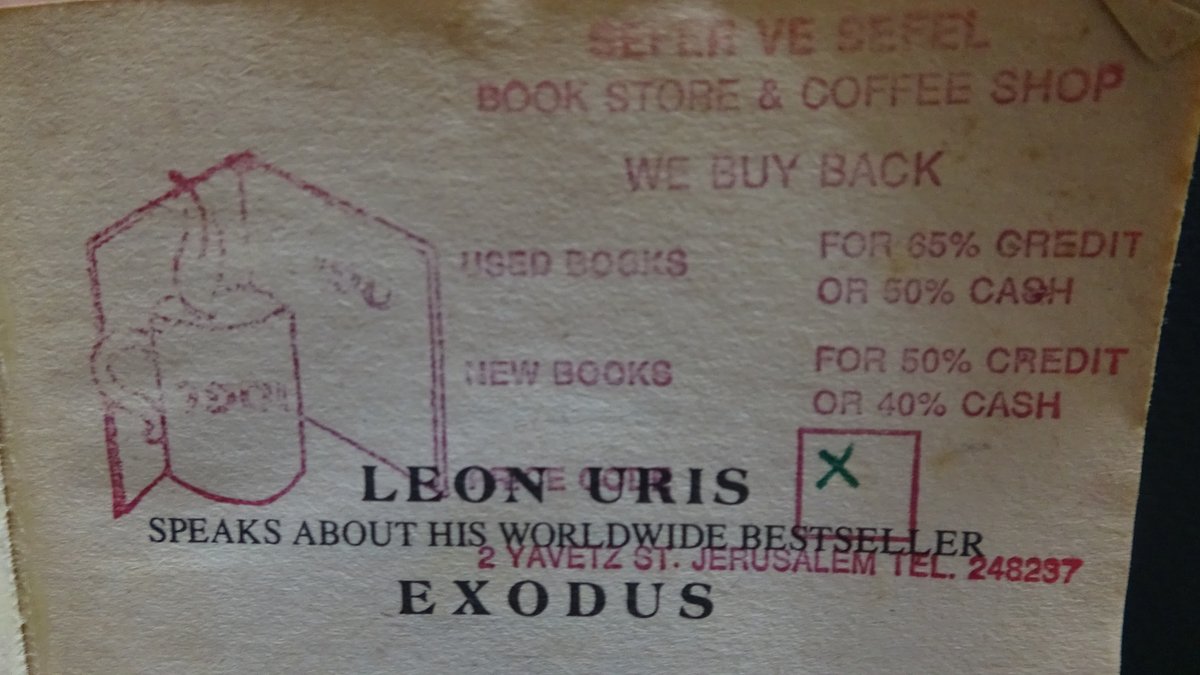 SEFER VE SEFEL
BOOK STORE & COFFEE SHOP
WE BUY BACK
USED BOOKS FOR 65% CREDIT
OR 50% CASH
NEW BOOKS FOR 50% CREDIT
OR 40% CASH
X
LEON URIS
SPEAKS ABOUT HIS WORLDWIDE BESTSELLER
2 YAVETZ ST. JERUSALEM TEL. 248237
EXODUS